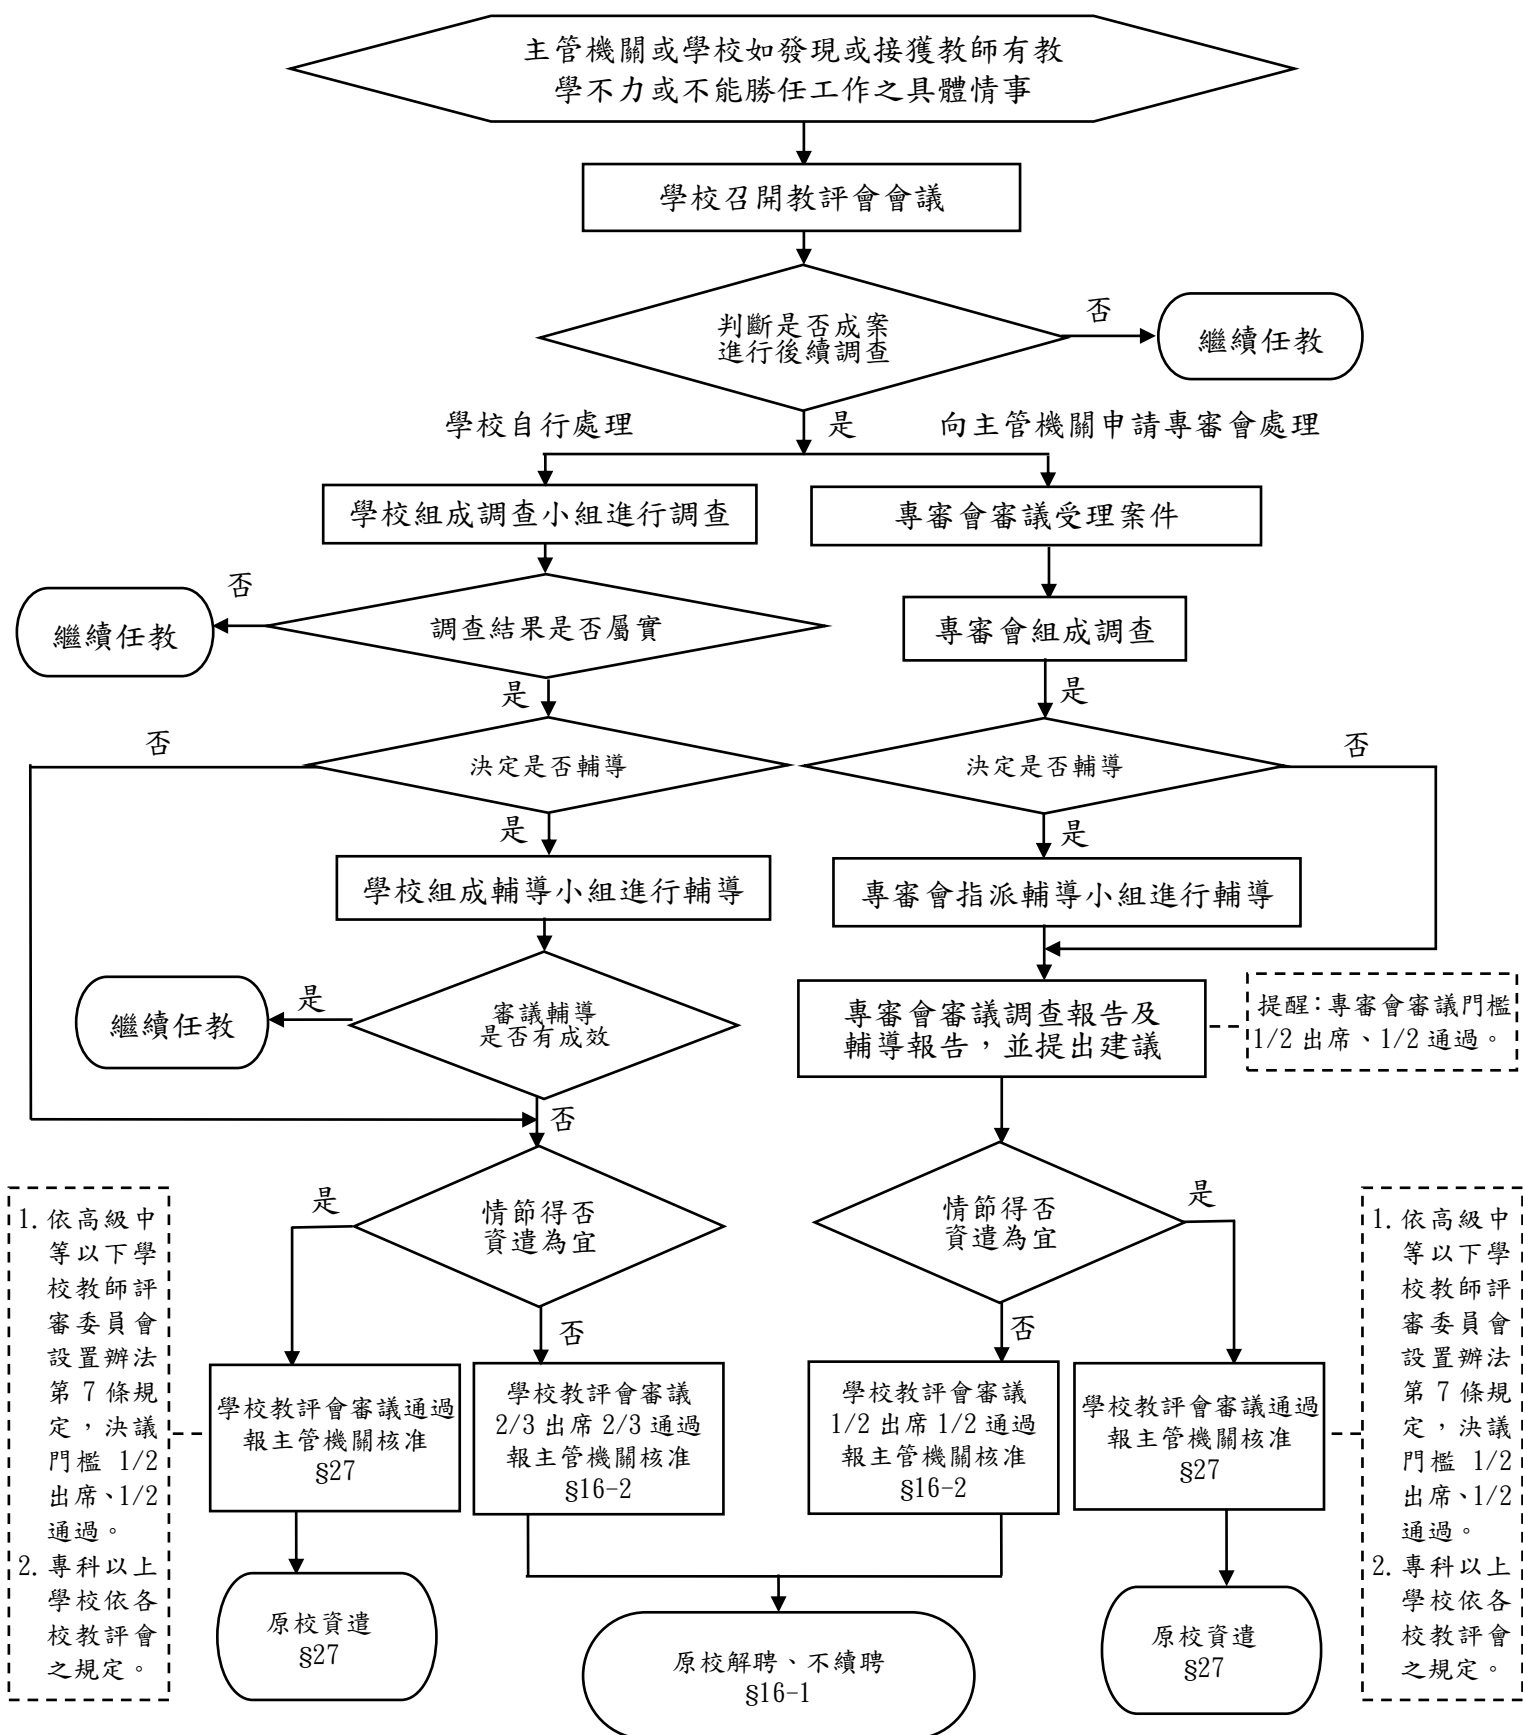 主管機關或學校如發現或接獲教師有教
學不力或不能勝任工作之具體情事
學校召開教評會會議
判斷是否成案
進行後續調查
否
繼續任教
學校自行處理
是
向主管機關申請專審會處理
學校組成調查小組進行調查
專審會審議受理案件
否
繼續任教
調查結果是否屬實
專審會組成調查
是
是
否
決定是否輔導
決定是否輔導
否
是
是
學校組成輔導小組進行輔導
專審會指派輔導小組進行輔導
繼續任教
是
審議輔導
是否有成效
專審會審議調查報告及
輔導報告，並提出建議
提醒:專審會審議門檻
1/2 出席、1/2 通過。
否
是
情節得否
資遣為宜
情節得否
資遣為宜
是
1. 依高級中
等以下學
校教師評
審委員會
設置辦法
第 7 條規
定，決議
門檻 1/2
出席、1/2
通過。
2. 專科以上
學校依各
校教評會
之規定。
否
否
學校教評會審議通過
報主管機關核准
§27
學校教評會審議
2/3 出席 2/3 通過
報主管機關核准
§16-2
學校教評會審議
1/2 出席 1/2 通過
報主管機關核准
§16-2
學校教評會審議通過
報主管機關核准
§27
1. 依高級中
等以下學
校教師評
審委員會
設置辦法
第 7 條規
定，決議
門檻 1/2
出席、1/2
通過。
2. 專科以上
學校依各
校教評會
之規定。
原校資遣
§27
原校解聘、不續聘
§16-1
原校資遣
§27